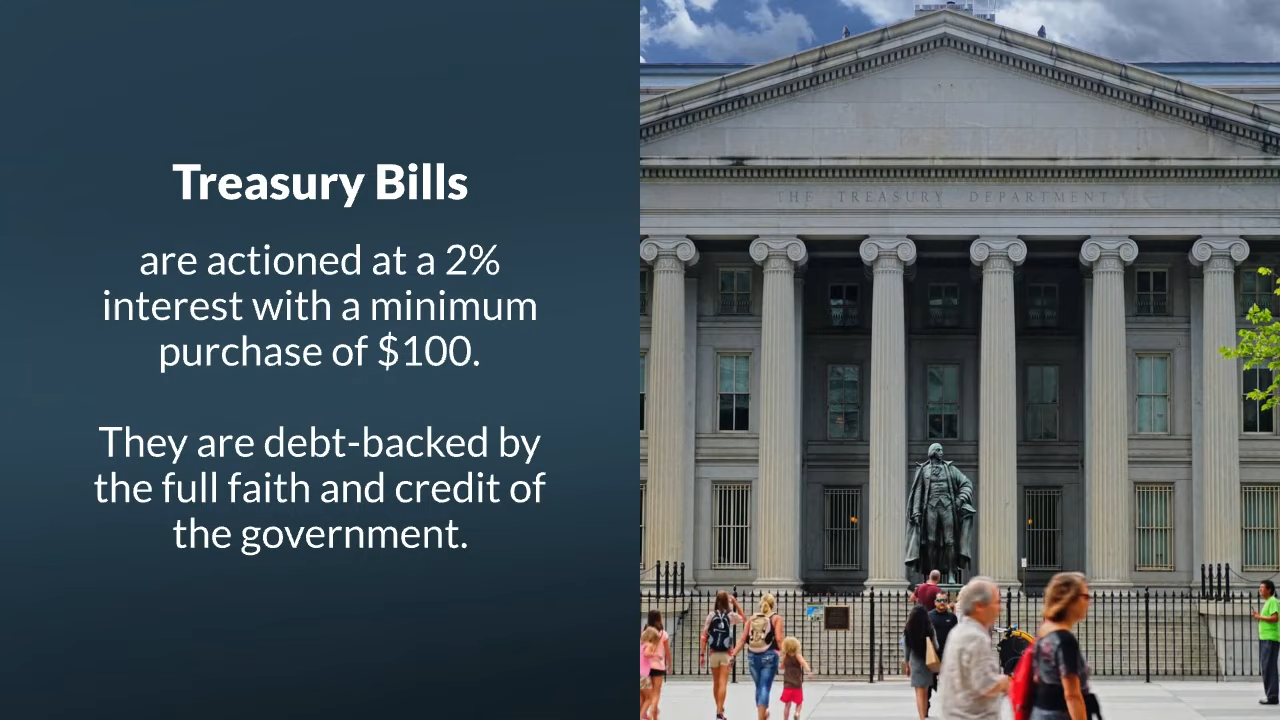 Treasury Bills
are actioned at a 2%
interest with a minimum
purchase of $100.
They are debt-backed by
the full faith and credit of
the government.
THE TREASURY DEPARTMENT